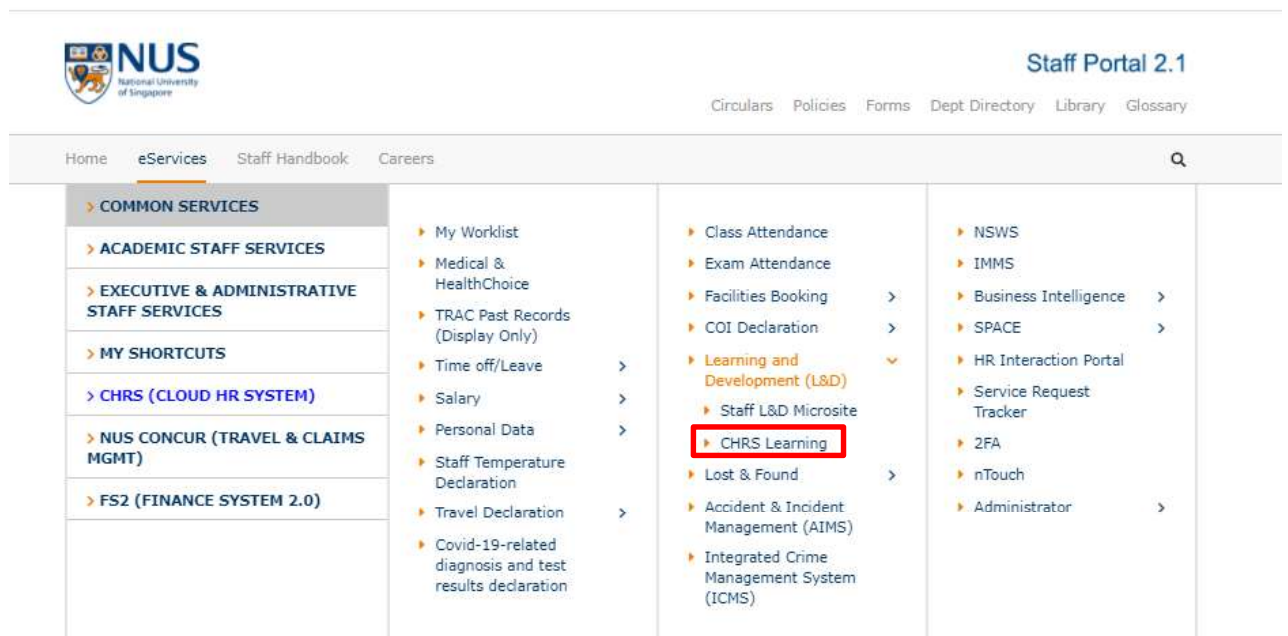 NUS
National University
of Singapore
Staff Portal 2.1
Circulars Policies Forms Dept Directory Library Glossary
Home eServices Staff Handbook Careers
COMMON SERVICES
ACADEMIC STAFF SERVICES
EXECUTIVE & ADMINISTRATIVE
STAFF SERVICES
MY SHORTCUTS
CHRS (CLOUD HR SYSTEM)
NUS CONCUR (TRAVEL & CLAIMS
MGMT)
FS2 (FINANCE SYSTEM 2.0)
My Worklist
Medical &
HealthChoice
TRAC Past Records
(Display Only)
Time off/Leave
Salary
Personal Data
Staff Temperature
Declaration
Travel Declaration
Covid-19-related
diagnosis and test
results declaration
Class Attendance
Exam Attendance
Facilities Booking
COI Declaration
Learning and
Development (L&D)
Staff L&D Microsite
CHRS Learning
Lost & Found
Accident & Incident
Management (AIMS)
Integrated Crime
Management System
(ICMS)
NSWS
IMMS
Business Intelligence
SPACE
HR Interaction Portal
Service Request
Tracker
2FA
nTouch
Administrator